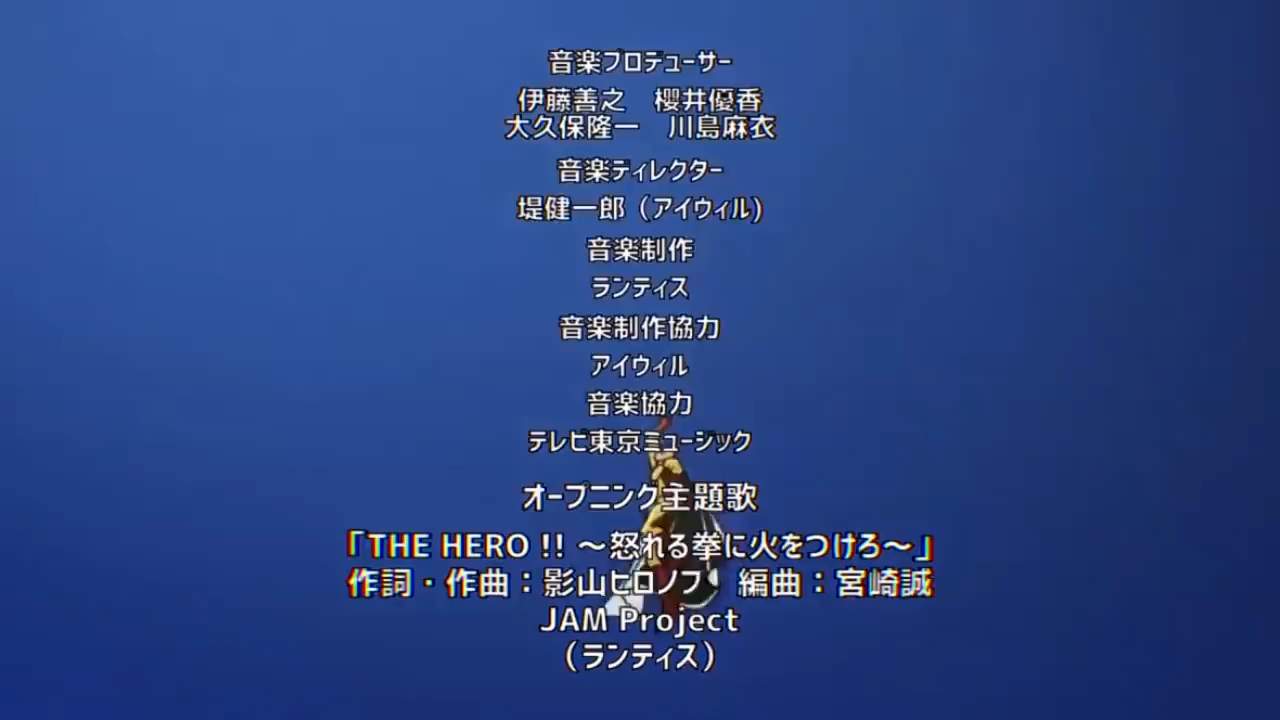 音楽プロデューサー
伊藤善之　櫻井優香
大久保隆一　川島麻衣
音楽ディレクター
堤健一郎（アイウィル）
音楽制作
ランティス
音楽制作協力
アイウィル
音楽協力
テレビ東京ミュージック
オープニング主題歌
「THE HERO !! ～怒れる拳に火をつけろ～」
作詞・作曲：影山ヒロノブ　編曲：宮崎誠
JAM Project
（ランティス）